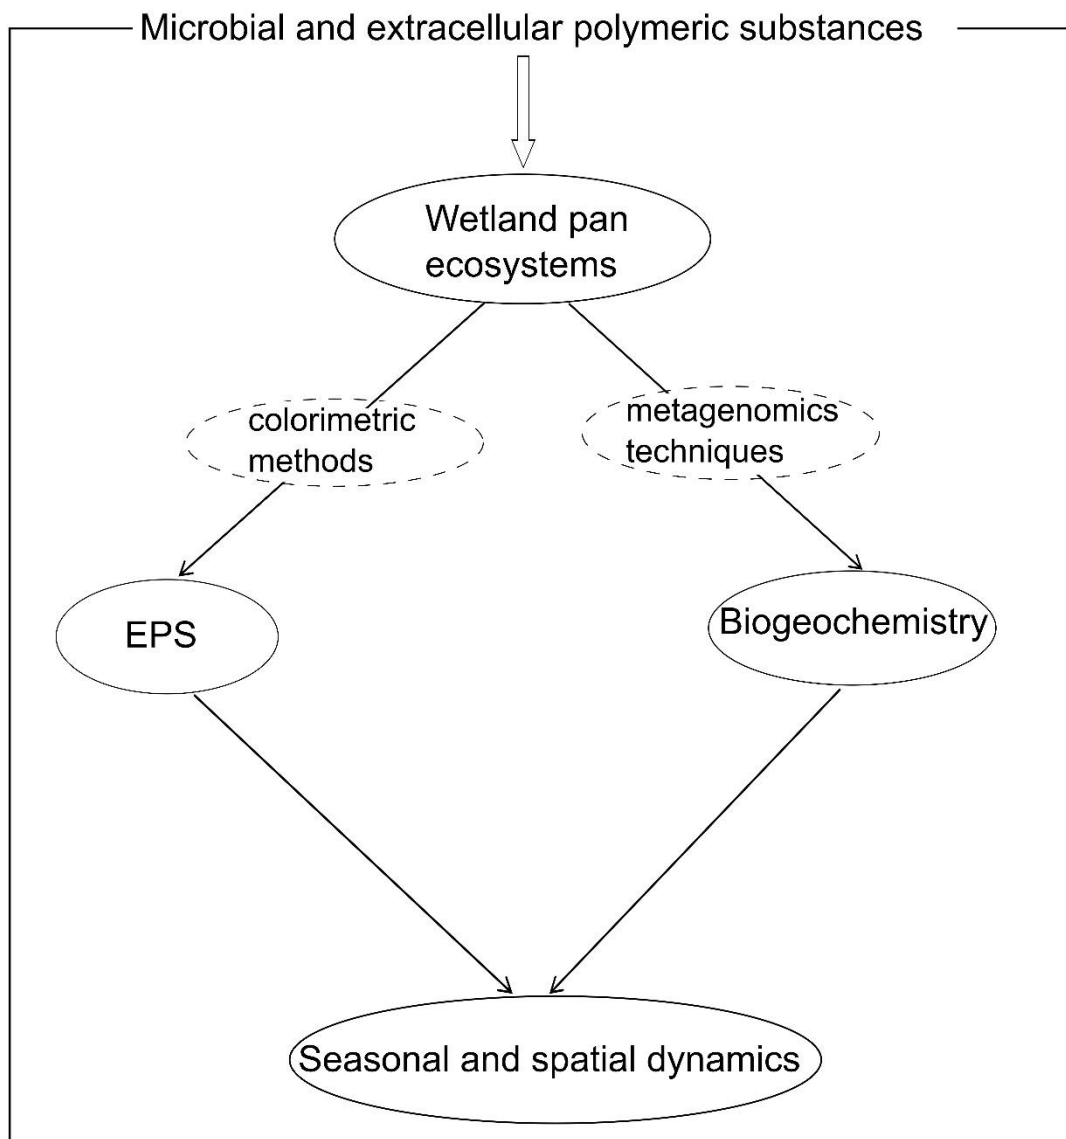 Microbial and extracellular polymeric substances
Wetland pan
ecosystems
colorimetric
methods
metagenomics
techniques
EPS
Biogeochemistry
Seasonal and spatial dynamics